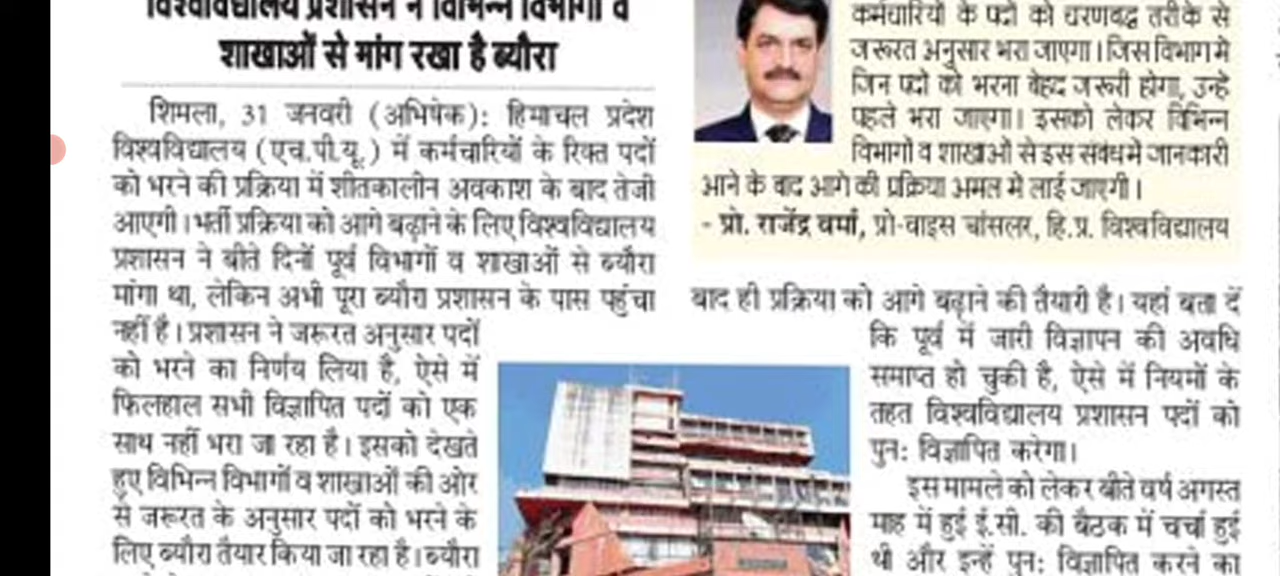 विश्वविद्यालय प्रशासन ने विभिन्न विभागों व
शाखाओं से मांग रखा है ब्यौरा
शिमला, 31 जनवरी (अभिषेक): हिमाचल प्रदेश
विश्वविद्यालय (एच.पी.यू.) में कर्मचारियों के रिक्त पदों
को भरने की प्रक्रिया में शीतकालीन अवकाश के बाद तेजी
आएगी। भर्ती प्रक्रिया को आगे बढ़ाने के लिए विश्वविद्यालय
प्रशासन ने बीते दिनों पूर्व विभागों व शाखाओं से ब्यौरा
मांगा था, लेकिन अभी पूरा ब्यौरा प्रशासन के पास पहुंचा
नहीं है। प्रशासन ने जरूरत अनुसार पदों
को भरने का निर्णय लिया है, ऐसे में
फिलहाल सभी विज्ञापित पदों को एक
साथ नहीं भरा जा रहा है। इसको देखते
हुए विभिन्न विभागों व शाखाओं की ओर
से जरूरत के अनुसार पदों को भरने के
लिए ब्यौरा तैयार किया जा रहा है। ब्यौरा
कर्मचारियों के पदों को चरणबद्ध तरीके से
जरूरत अनुसार भरा जाएगा। जिस विभाग में
जिन पदों को भरना बेहद जरूरी होगा, उन्हें
पहले भरा जाएगा। इसको लेकर विभिन्न
विभागों व शाखाओं से इस संबंध में जानकारी
आने के बाद आगे की प्रक्रिया अमल में लाई जाएगी।
- प्रो. राजेंद्र वर्मा, प्रो-वाइस चांसलर, हि.प्र. विश्वविद्यालय
बाद ही प्रक्रिया को आगे बढ़ाने की तैयारी है। यहां बता दें
कि पूर्व में जारी विज्ञापन की अवधि
समाप्त हो चुकी है, ऐसे में नियमों के
तहत विश्वविद्यालय प्रशासन पदों को
पुन: विज्ञापित करेगा।
इस मामले को लेकर बीते वर्ष अगस्त
माह में हुई ई.सी. की बैठक में चर्चा हुई
थी और इन्हें पुन: विज्ञापित करने का